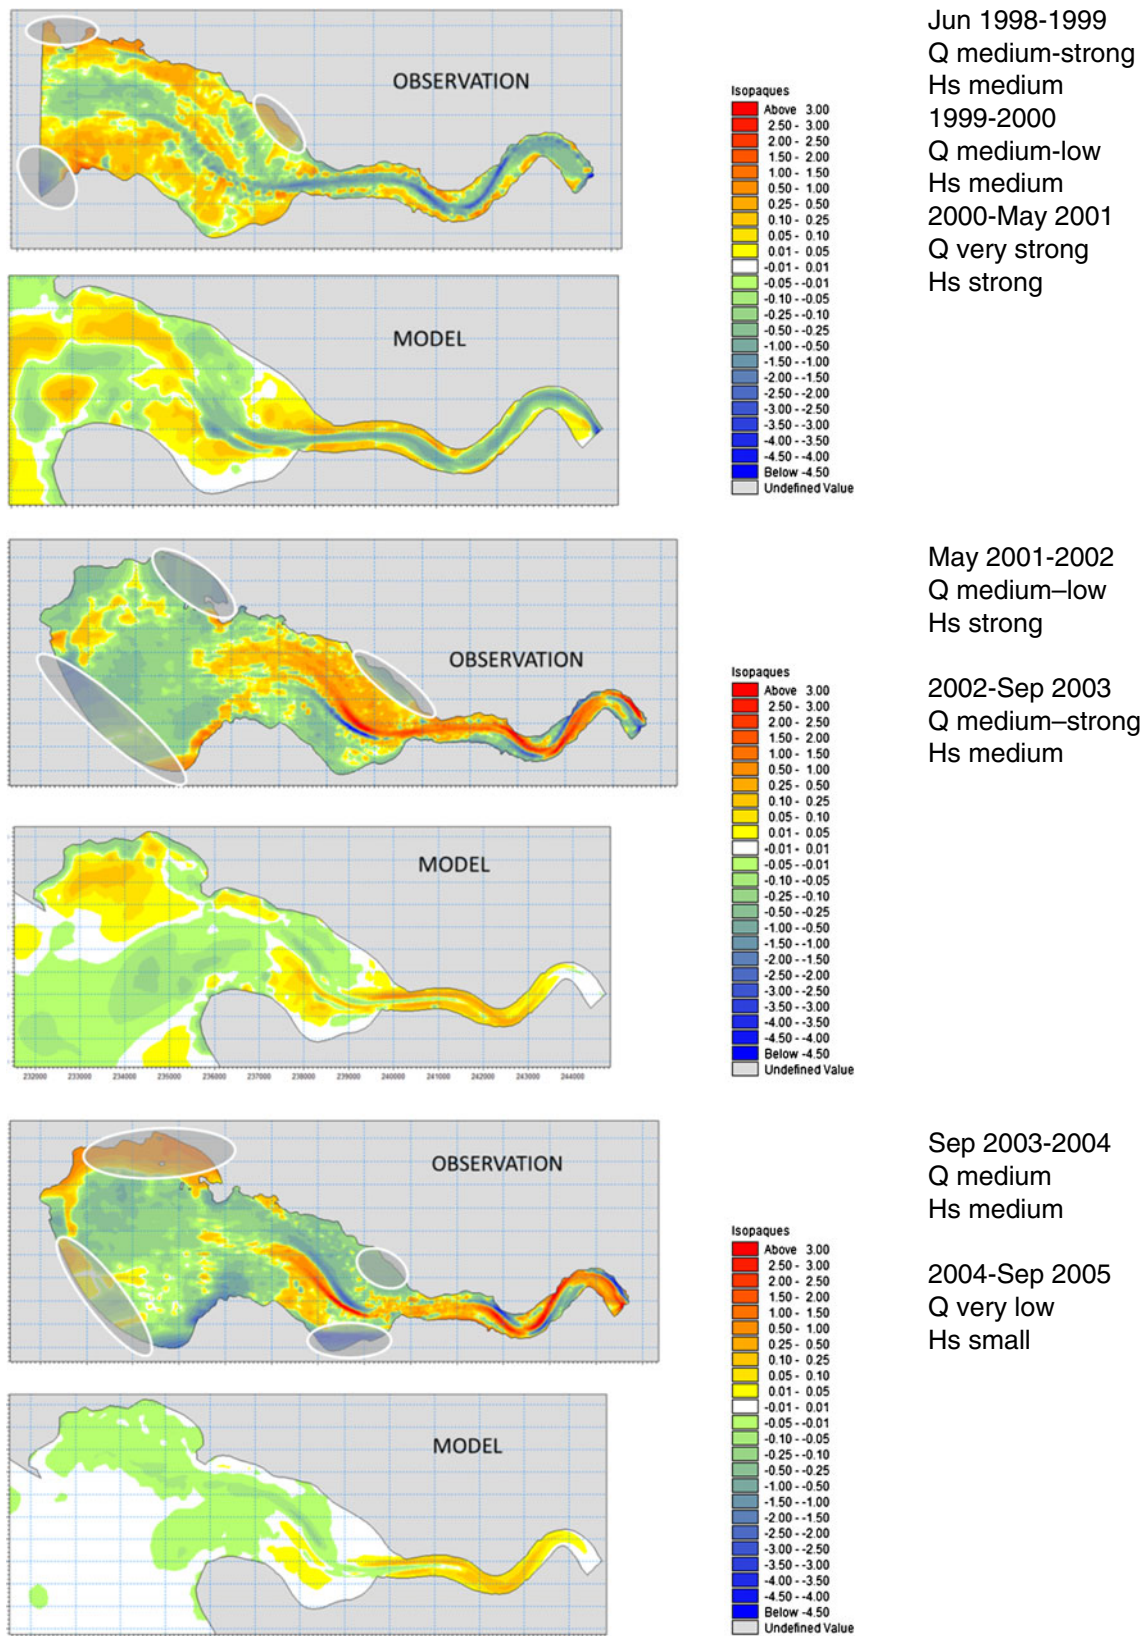 OBSERVATION
MODEL
Isopaques
Above 3.00
2.50 - 3.00
2.00 - 2.50
1.50 - 2.00
1.00 - 1.50
0.50 - 1.00
0.25 - 0.50
0.10 - 0.25
0.05 - 0.10
0.01 - 0.05
-0.01 - 0.01
-0.05 - -0.01
-0.10 - -0.05
-0.25 - -0.10
-0.50 - -0.25
-1.00 - -0.50
-1.50 - -1.00
-2.00 - -1.50
-2.50 - -2.00
-3.00 - -2.50
-3.50 - -3.00
-4.00 - -3.50
-4.50 - -4.00
Below -4.50
Undefined Value
Jun 1998-1999
Q medium-strong
Hs medium
1999-2000
Q medium-low
Hs medium
2000-May 2001
Q very strong
Hs strong
OBSERVATION
MODEL
232000 233000 234000 235000 236000 237000 238000 239000 240000 241000 242000 243000 244000
Isopaques
Above 3.00
2.50 - 3.00
2.00 - 2.50
1.50 - 2.00
1.00 - 1.50
0.50 - 1.00
0.25 - 0.50
0.10 - 0.25
0.05 - 0.10
0.01 - 0.05
-0.01 - 0.01
-0.05 - -0.01
-0.10 - -0.05
-0.25 - -0.10
-0.50 - -0.25
-1.00 - -0.50
-1.50 - -1.00
-2.00 - -1.50
-2.50 - -2.00
-3.00 - -2.50
-3.50 - -3.00
-4.00 - -3.50
-4.50 - -4.00
Below -4.50
Undefined Value
May 2001-2002
Q medium–low
Hs strong
2002-Sep 2003
Q medium–strong
Hs medium
OBSERVATION
MODEL
Isopaques
Above 3.00
2.50 - 3.00
2.00 - 2.50
1.50 - 2.00
1.00 - 1.50
0.50 - 1.00
0.25 - 0.50
0.10 - 0.25
0.05 - 0.10
0.01 - 0.05
-0.01 - 0.01
-0.05 - -0.01
-0.10 - -0.05
-0.25 - -0.10
-0.50 - -0.25
-1.00 - -0.50
-1.50 - -1.00
-2.00 - -1.50
-2.50 - -2.00
-3.00 - -2.50
-3.50 - -3.00
-4.00 - -3.50
-4.50 - -4.00
Below -4.50
Undefined Value
Sep 2003-2004
Q medium
Hs medium
2004-Sep 2005
Q very low
Hs small